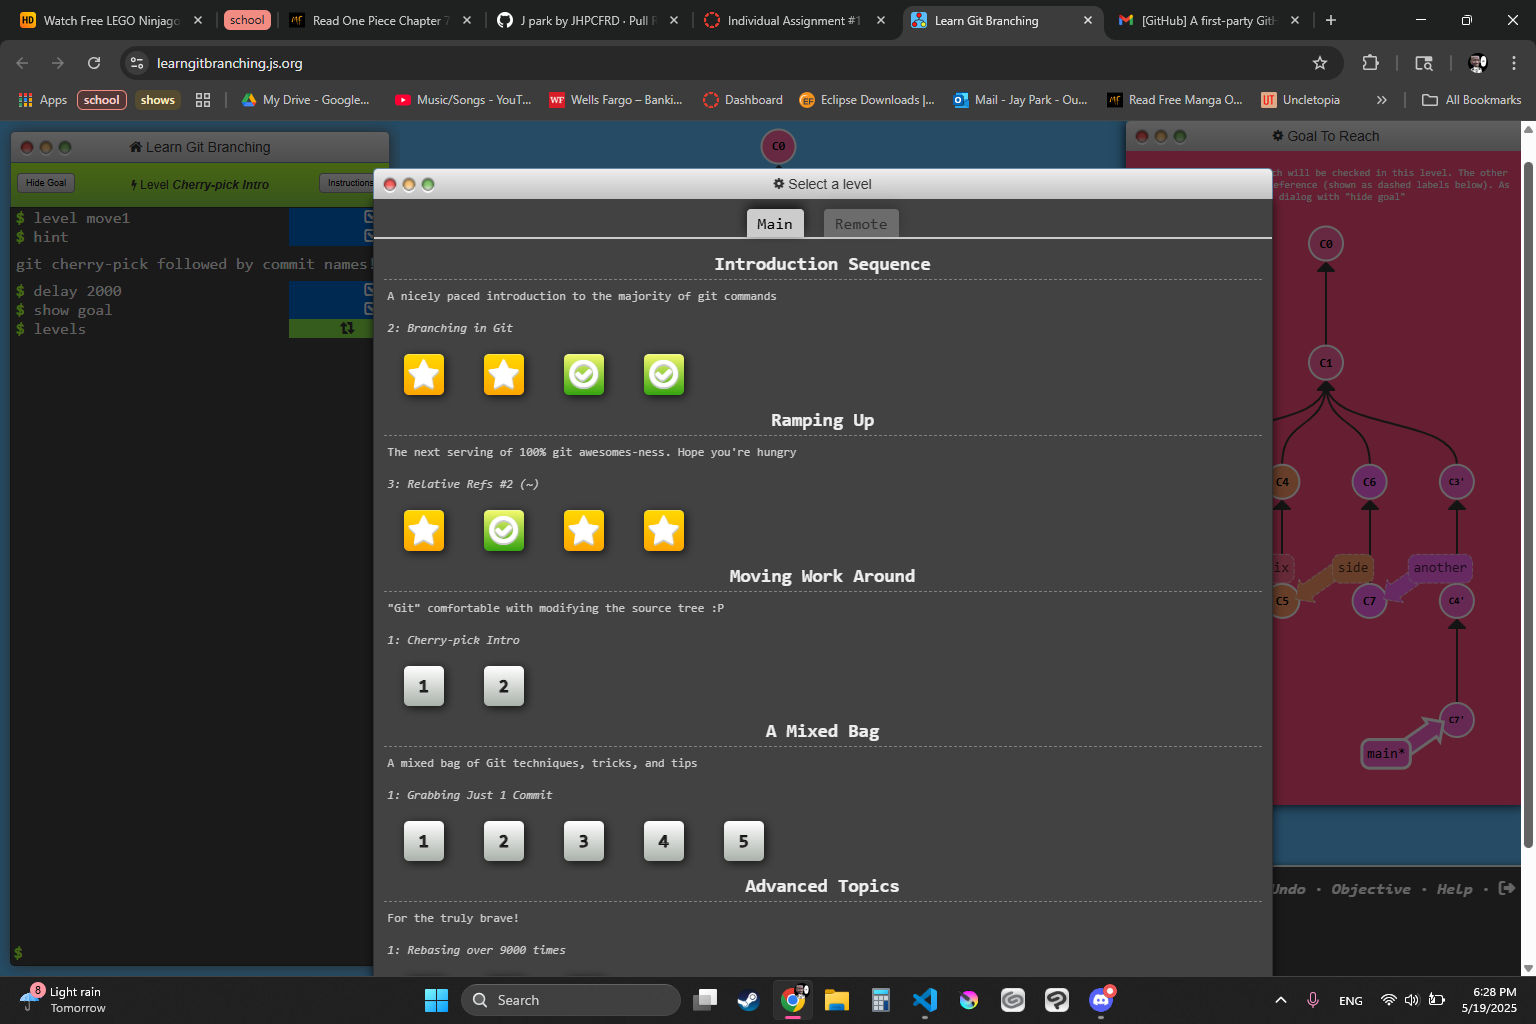 Watch Free LEGO Ninjago
school
Read One Piece Chapter 7
J park by JHPCFRD · Pull R
Individual Assignment #1
Learn Git Branching
[GitHub] A first-party GitH
learngitbranching.js.org
Apps
school
shows
My Drive - Google...
Music/Songs - YouT...
Wells Fargo – Banki...
Dashboard
Eclipse Downloads |...
Mail - Jay Park - Ou...
Read Free Manga O...
Uncletopia
All Bookmarks
Learn Git Branching
Hide Goal
Level Cherry-pick Intro
Instructions
$ level move1
$ hint
git cherry-pick followed by commit names!
$ delay 2000
$ show goal
$ levels
$
C0
Select a level
Main
Remote
Introduction Sequence
A nicely paced introduction to the majority of git commands
2: Branching in Git
Ramping Up
The next serving of 100% git awesomes-ness. Hope you're hungry
3: Relative Refs #2 (~)
Moving Work Around
"Git" comfortable with modifying the source tree :P
1: Cherry-pick Intro
1 2
A Mixed Bag
A mixed bag of Git techniques, tricks, and tips
1: Grabbing Just 1 Commit
1 2 3 4 5
Advanced Topics
For the truly brave!
1: Rebasing over 9000 times
Goal To Reach
ch will be checked in this level. The other
eference (shown as dashed labels below). As
dialog with "hide goal"
C0
C1
C4 C6 C3'
ix side another
C5 C7 C4'
C7'
main*
Undo · Objective · Help ·
8
Light rain
Tomorrow
Search
ENG
6:28 PM
5/19/2025